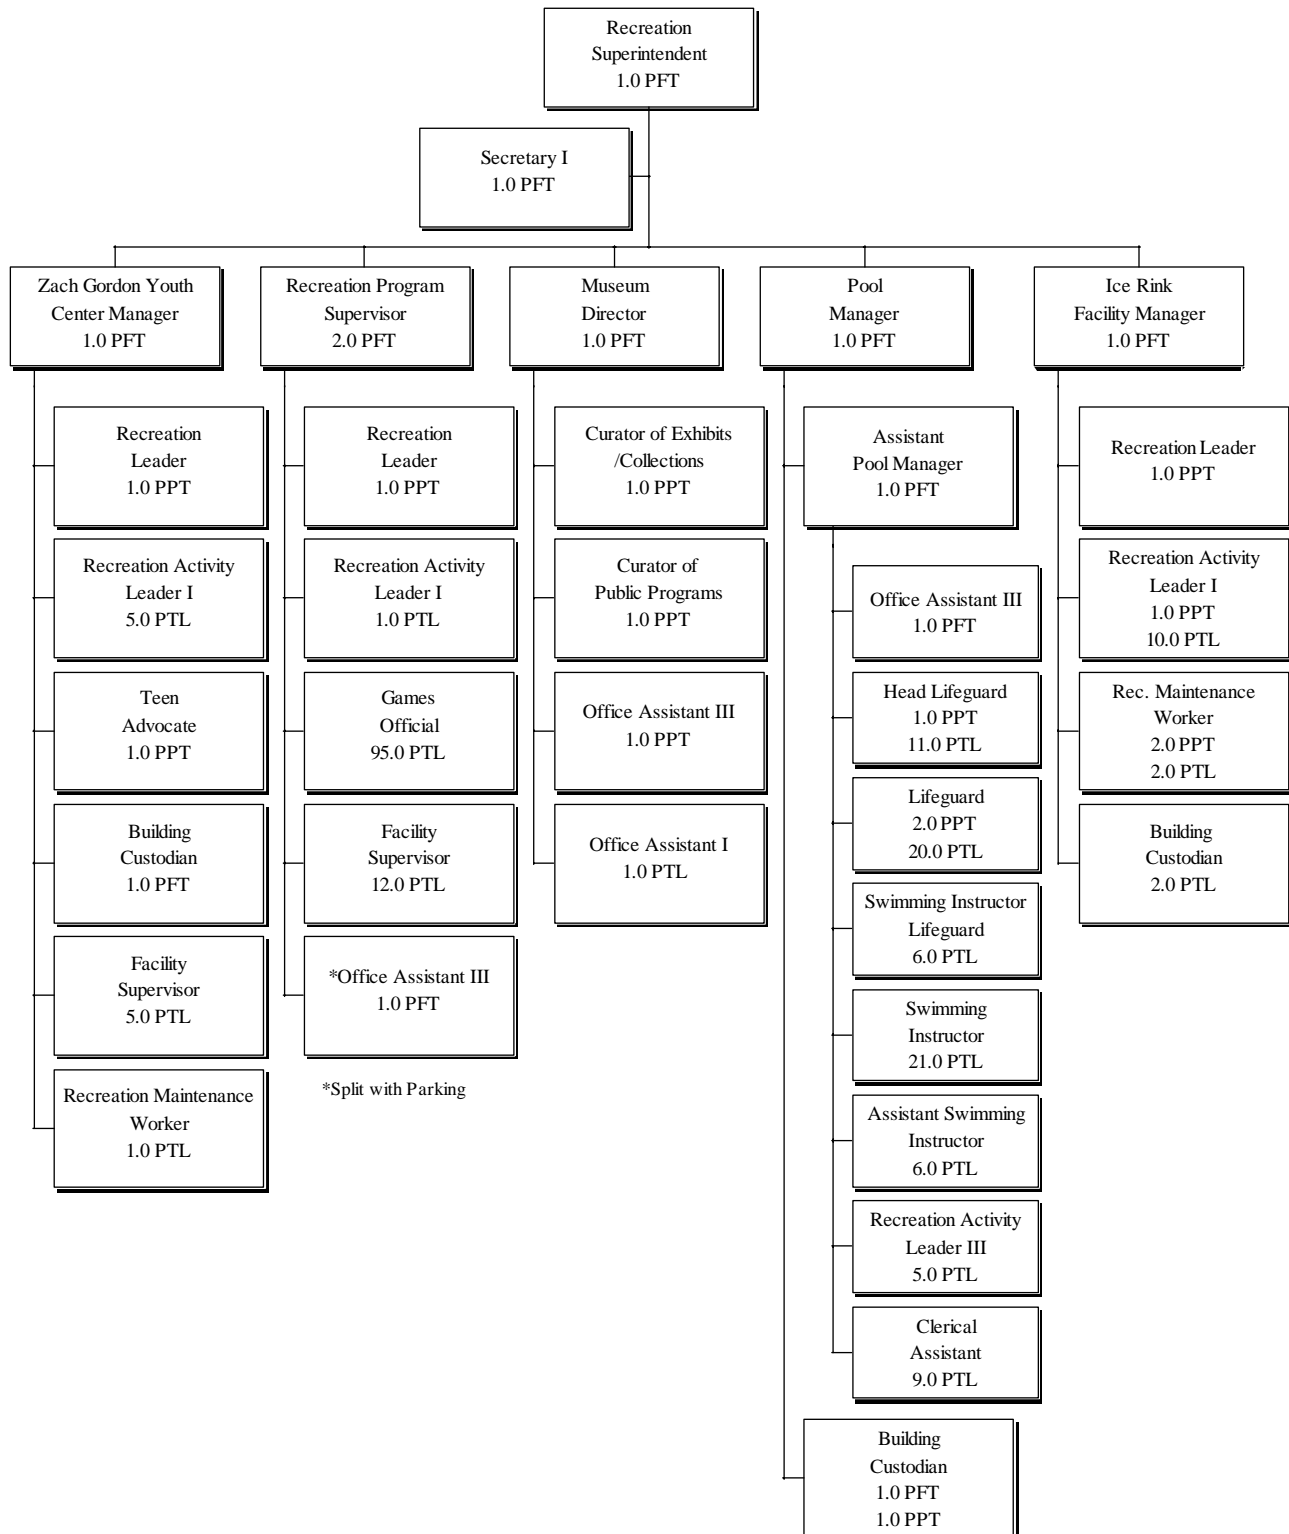 Recreation
Superintendent
1.0 PFT
Secretary I
1.0 PFT
Zach Gordon Youth
Center Manager
1.0 PFT
Recreation Program
Supervisor
2.0 PFT
Museum
Director
1.0 PFT
Pool
Manager
1.0 PFT
Ice Rink
Facility Manager
1.0 PFT
Recreation
Leader
1.0 PPT
Recreation Activity
Leader I
5.0 PTL
Teen
Advocate
1.0 PPT
Building
Custodian
1.0 PFT
Facility
Supervisor
5.0 PTL
Recreation Maintenance
Worker
1.0 PTL
Recreation
Leader
1.0 PPT
Recreation Activity
Leader I
1.0 PTL
Games
Official
95.0 PTL
Facility
Supervisor
12.0 PTL
*Office Assistant III
1.0 PFT
*Split with Parking
Curator of Exhibits
/Collections
1.0 PPT
Curator of
Public Programs
1.0 PPT
Office Assistant III
1.0 PPT
Office Assistant I
1.0 PTL
Assistant
Pool Manager
1.0 PFT
Office Assistant III
1.0 PFT
Head Lifeguard
1.0 PPT
11.0 PTL
Lifeguard
2.0 PPT
20.0 PTL
Swimming Instructor
Lifeguard
6.0 PTL
Swimming
Instructor
21.0 PTL
Assistant Swimming
Instructor
6.0 PTL
Recreation Activity
Leader III
5.0 PTL
Clerical
Assistant
9.0 PTL
Building
Custodian
1.0 PFT
1.0 PPT
Recreation Leader
1.0 PPT
Recreation Activity
Leader I
1.0 PPT
10.0 PTL
Rec. Maintenance
Worker
2.0 PPT
2.0 PTL
Building
Custodian
2.0 PTL